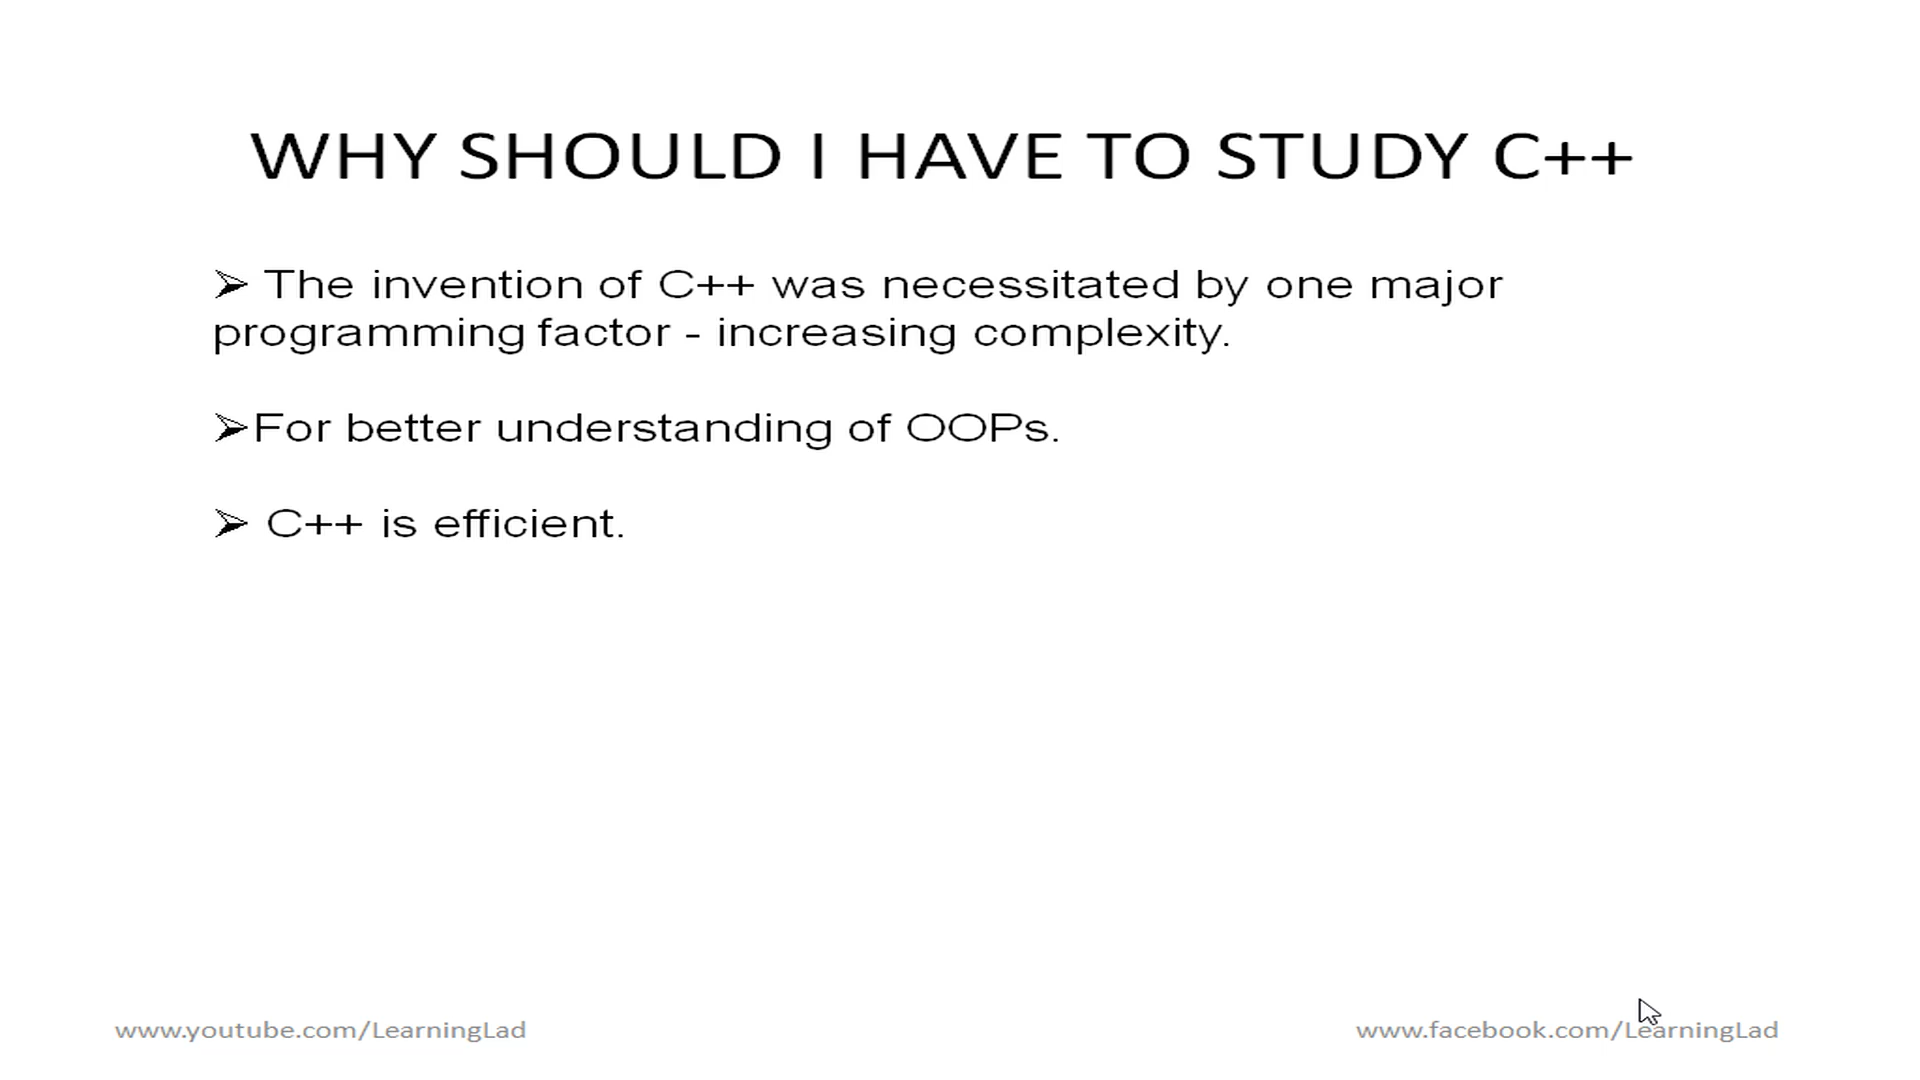 WHY SHOULD I HAVE TO STUDY C++
➢ The invention of C++ was necessitated by one major
programming factor - increasing complexity.
➢For better understanding of OOPs.
➢ C++ is efficient.
www.youtube.com/LearningLad
www.facebook.com/LearningLad